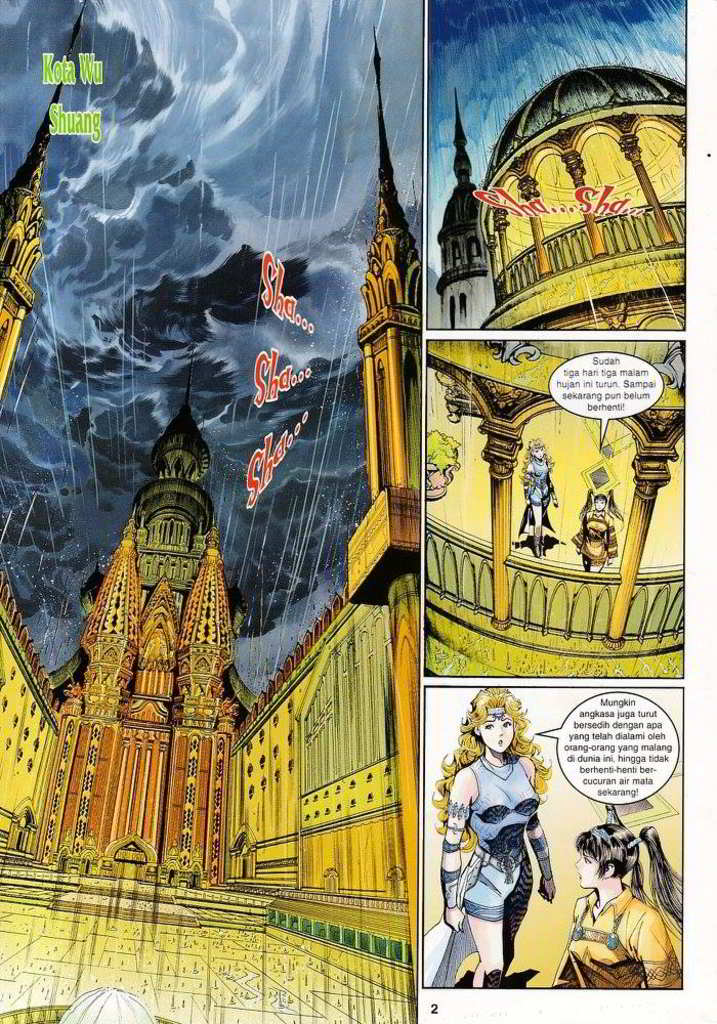 Kota Wu
Shuang
Sha...
Sha...
Sha...
Sha...Sha...
Sudah
tiga hari tiga malam
hujan ini turun. Sampai
sekarang pun belum
berhenti!
Mungkin
angkasa juga turut
bersedih dengan apa
yang telah dialami oleh
orang-orang yang malang
di dunia ini, hingga tidak
berhenti-henti ber-
cucuran air mata
sekarang!
2